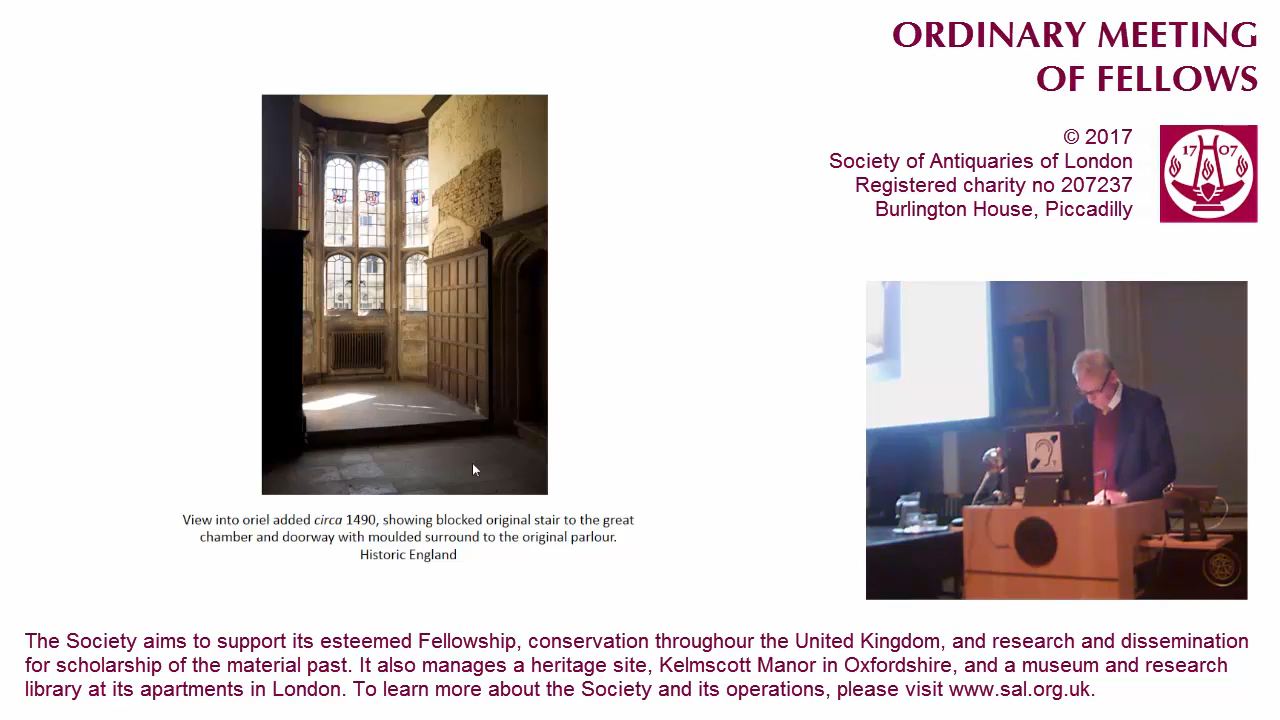 ORDINARY MEETING
OF FELLOWS
© 2017
Society of Antiquaries of London
Registered charity no 207237
Burlington House, Piccadilly
17 07
View into oriel added circa 1490, showing blocked original stair to the great
chamber and doorway with moulded surround to the original parlour.
Historic England
T
The Society aims to support its esteemed Fellowship, conservation throughour the United Kingdom, and research and dissemination
for scholarship of the material past. It also manages a heritage site, Kelmscott Manor in Oxfordshire, and a museum and research
library at its apartments in London. To learn more about the Society and its operations, please visit www.sal.org.uk.